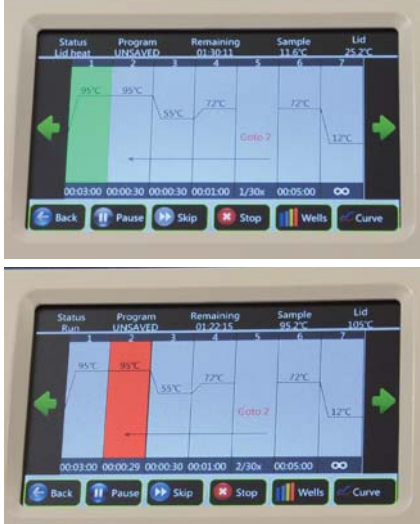 Status Program Remaining Sample Lid
Lid heat UNSAVED 01:30:11 11.6°C 25.2°C
1 2 3 4 5 6 7
95°C 95°C 55°C 72°C 72°C 12°C
Goto 2
00:03:00 00:00:30 00:00:30 00:01:00 1/30x 00:05:00 ∞
Back Pause Skip Stop Wells Curve
Status Program Remaining Sample Lid
Run UNSAVED 01:22:15 95.2°C 105°C
1 2 3 4 5 6 7
95°C 95°C 55°C 72°C 72°C 12°C
Goto 2
00:03:00 00:00:29 00:00:30 00:01:00 2/30x 00:05:00 ∞
Back Pause Skip Stop Wells Curve